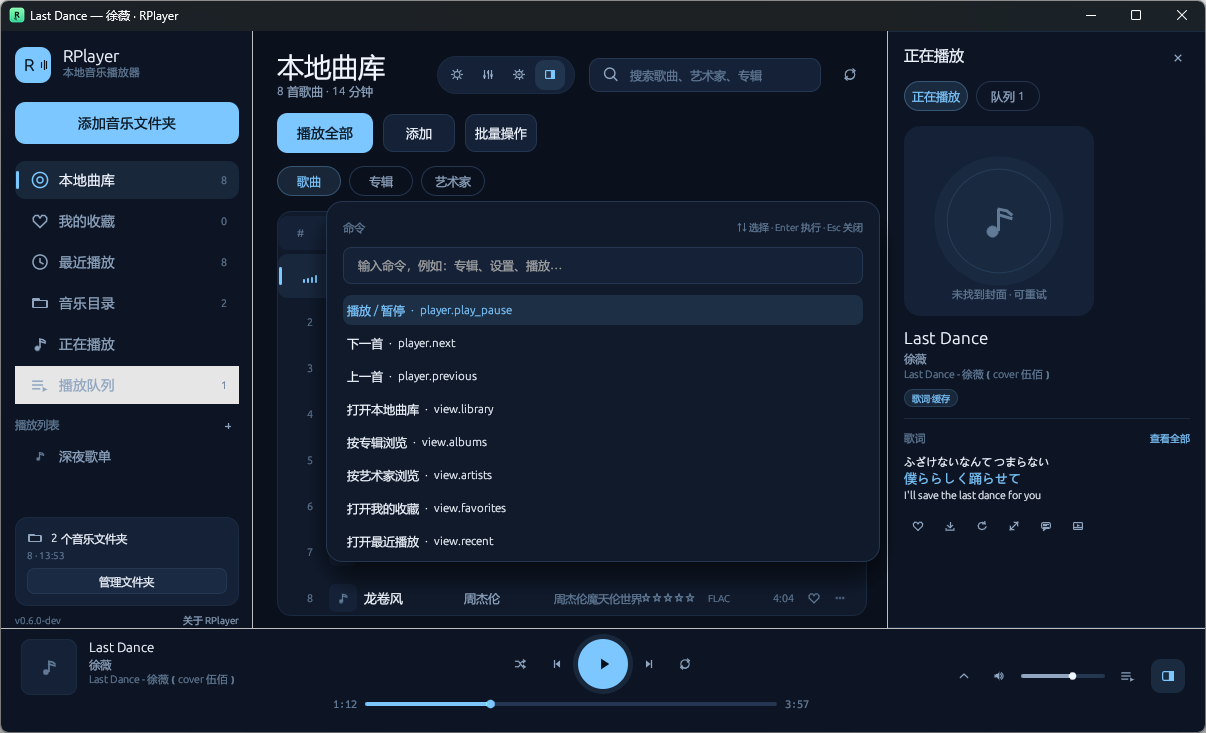 R Last Dance — 徐薇 · RPlayer
R
RPlayer
本地音乐播放器
添加音乐文件夹
本地曲库 8
我的收藏 0
最近播放 8
音乐目录 2
正在播放
播放队列 1
播放列表 +
深夜歌单
2 个音乐文件夹
8 · 13:53
管理文件夹
v0.6.0-dev 关于 RPlayer
本地曲库
8 首歌曲 · 14 分钟
搜索歌曲、艺术家、专辑
播放全部 添加 批量操作
歌曲 专辑 艺术家
#
2
3
4
5
6
7
命令 ↑↓ 选择 · Enter 执行 · Esc 关闭
输入命令，例如：专辑、设置、播放…
播放 / 暂停 · player.play_pause
下一首 · player.next
上一首 · player.previous
打开本地曲库 · view.library
按专辑浏览 · view.albums
按艺术家浏览 · view.artists
打开我的收藏 · view.favorites
打开最近播放 · view.recent
8 龙卷风 周杰伦 周杰伦魔天伦世界☆☆☆☆☆ FLAC 4:04
正在播放
正在播放 队列 1
未找到封面 · 可重试
Last Dance
徐薇
Last Dance - 徐薇 ( cover 伍佰 )
歌词·缓存
歌词 查看全部
ふざけないなんて つまらない
僕ららしく踊らせて
I'll save the last dance for you
Last Dance
徐薇
Last Dance - 徐薇 ( cover 伍佰 )
1:12 3:57